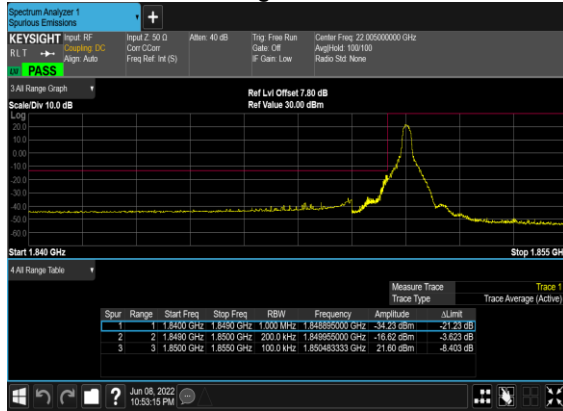 Spectrum Analyzer 1
Spurious Emissions
+
KEYSIGHT Input: RF Input Z: 50 Ω Atten: 40 dB Trig: Free Run Center Freq: 22.005000000 GHz
RLT Coupling: DC Corr CCorr Gate: Off Avg|Hold: 100/100
Align: Auto Freq Ref: Int (S) IF Gain: Low Radio Std: None
PASS
3 All Range Graph
Ref Lvl Offset 7.80 dB
Scale/Div 10.0 dB Ref Value 30.00 dBm
Log
20.0
10.0
0.00
-10.0
-20.0
-30.0
-40.0
-50.0
-60.0
Start 1.840 GHz Stop 1.855 GH
4 All Range Table
Measure Trace Trace 1
Trace Type Trace Average (Active)
Spur Range Start Freq Stop Freq RBW Frequency Amplitude ΔLimit
1 1 1.8400 GHz 1.8490 GHz 1.000 MHz 1.848895000 GHz -34.23 dBm -21.23 dB
2 2 1.8490 GHz 1.8500 GHz 200.0 kHz 1.849955000 GHz -16.62 dBm -3.623 dB
3 3 1.8500 GHz 1.8550 GHz 100.0 kHz 1.850483333 GHz 21.60 dBm -8.403 dB
? Jun 08, 2022
10:53:15 PM